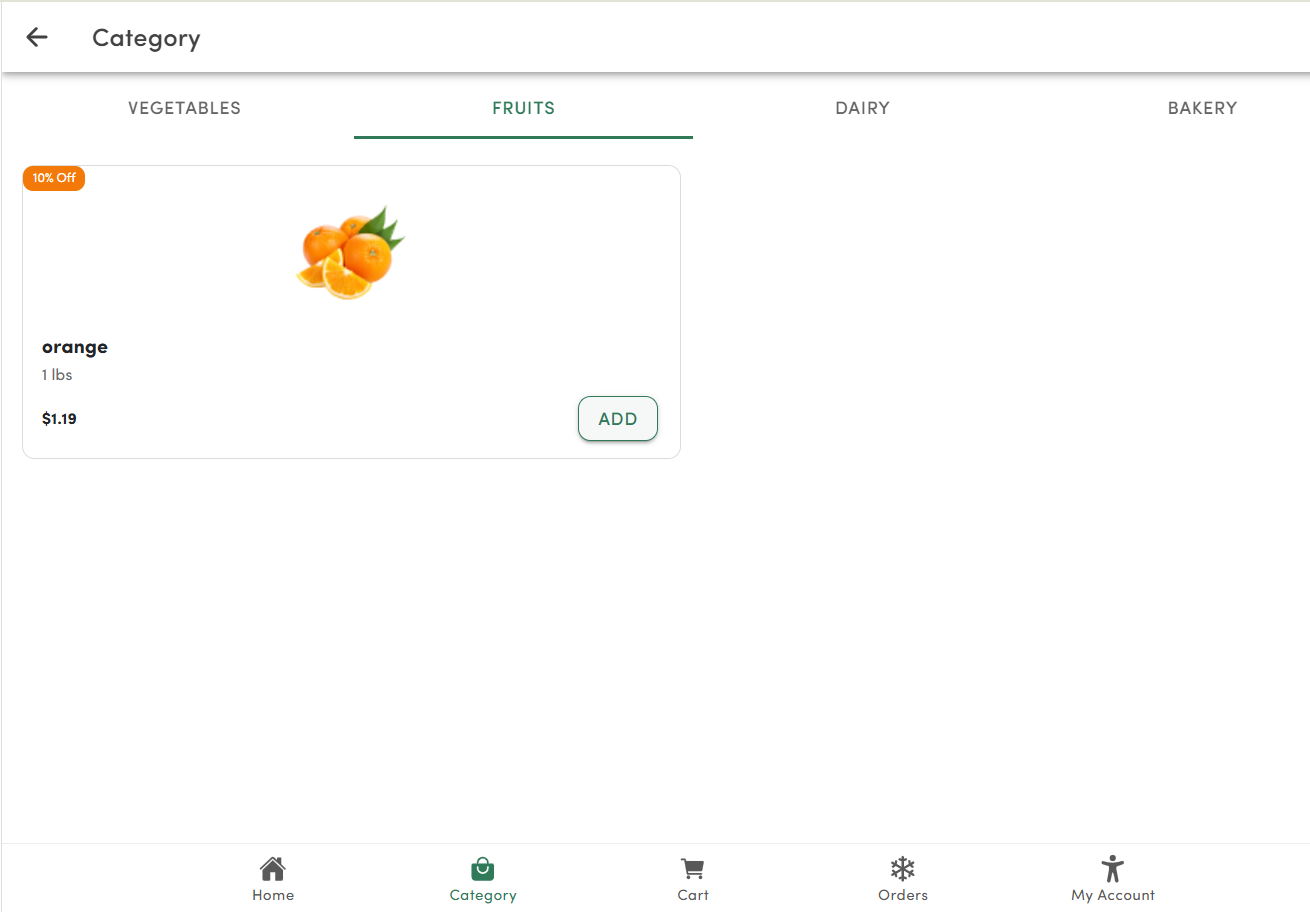 Category
VEGETABLES FRUITS DAIRY BAKERY
10% Off
orange
1 lbs
$1.19 ADD
Home Category Cart Orders My Account